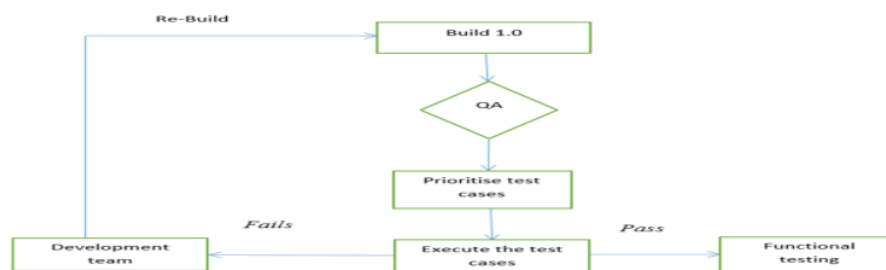 Re-Build
Build 1.0
QA
Prioritise test
cases
Fails
Pass
Development
team
Execute the test
cases
Functional
testing